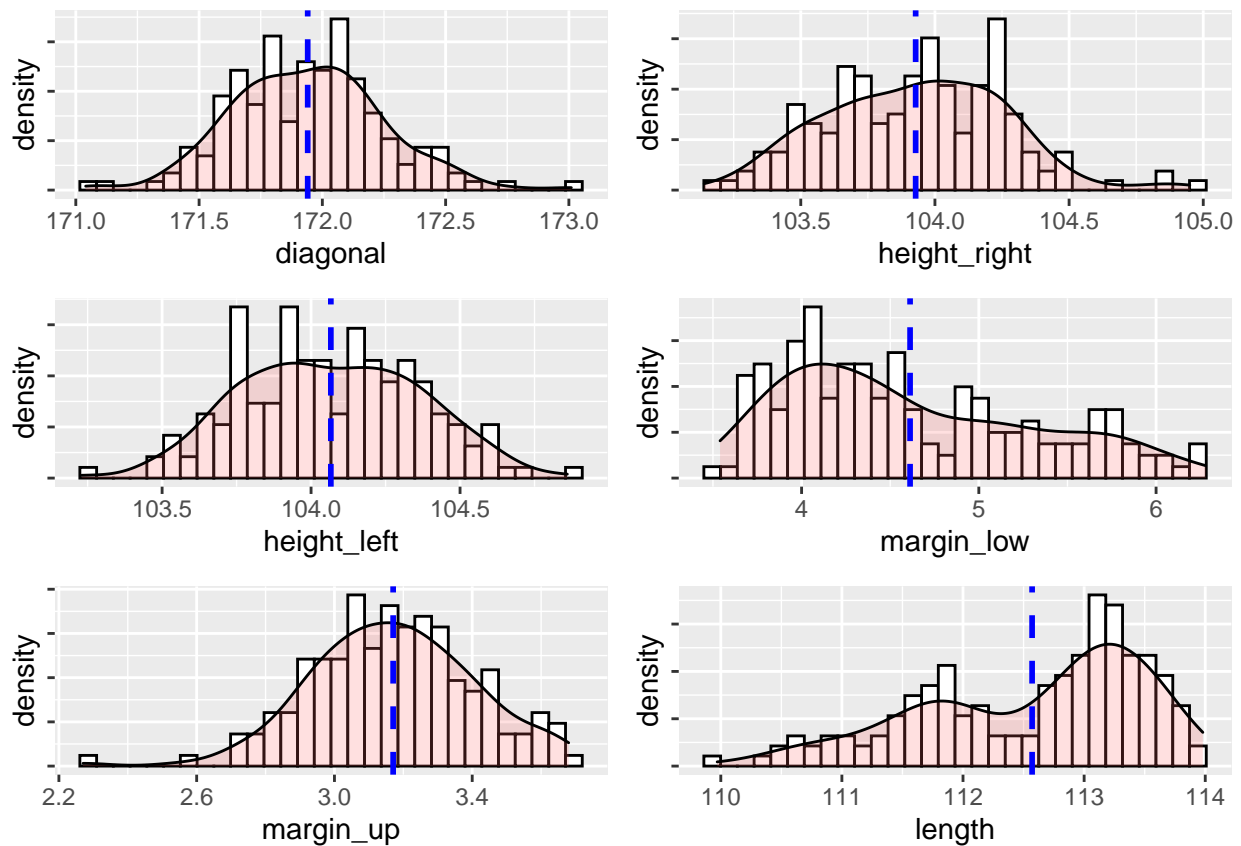 density
171.0 171.5 172.0 172.5 173.0
diagonal
density
103.5 104.0 104.5 105.0
height_right
density
103.5 104.0 104.5
height_left
density
4 5 6
margin_low
density
2.2 2.6 3.0 3.4
margin_up
density
110 111 112 113 114
length